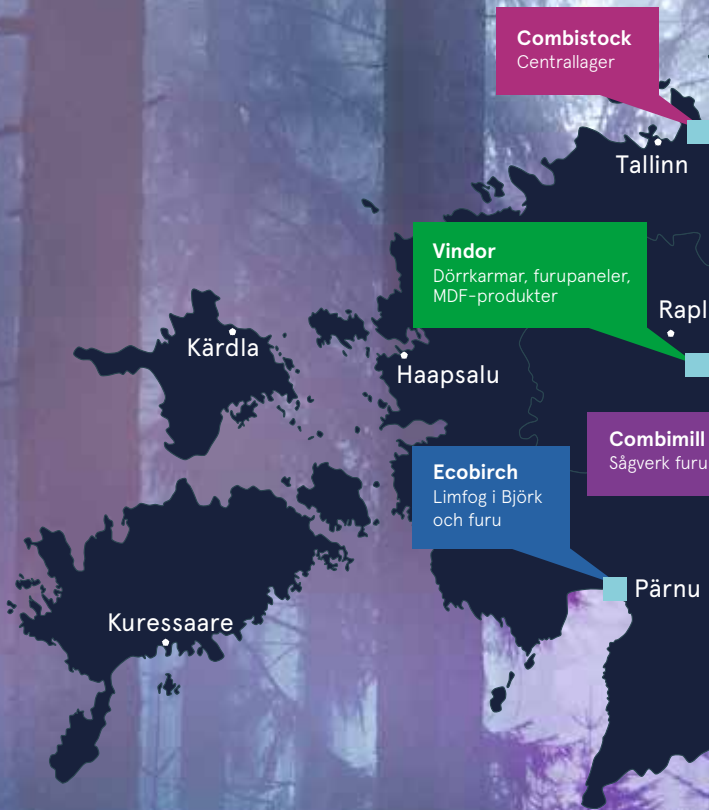 Combistock
Centrallager
Tallinn
Vindor
Dörrkarmar, furupaneler,
MDF-produkter
Rapl
Kärdla
Haapsalu
Combimill
Sågverk furu
Ecobirch
Limfog i Björk
och furu
Pärnu
Kuressaare